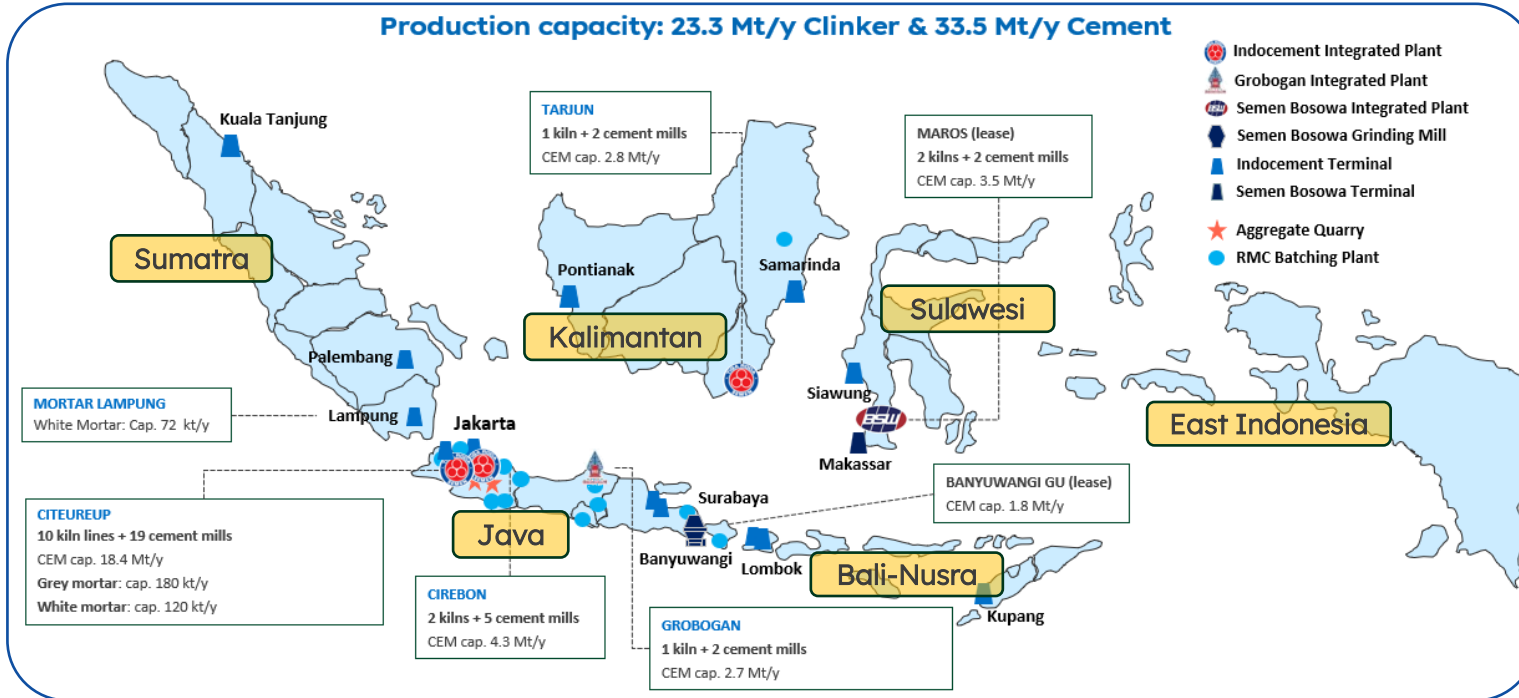 Production capacity: 23.3 Mt/y Clinker & 33.5 Mt/y Cement
Indocement Integrated Plant
Grobogan Integrated Plant
Semen Bosowa Integrated Plant
Semen Bosowa Grinding Mill
Indocement Terminal
Semen Bosowa Terminal
Aggregate Quarry
RMC Batching Plant
Kuala Tanjung
TARJUN
1 kiln + 2 cement mills
CEM cap. 2.8 Mt/y
MAROS (lease)
2 kilns + 2 cement mills
CEM cap. 3.5 Mt/y
Sumatra
Pontianak
Samarinda
Kalimantan
Sulawesi
Palembang
Siawung
BSW
MORTAR LAMPUNG
White Mortar: Cap. 72 kt/y
Lampung
Jakarta
Makassar
East Indonesia
CITEUREUP
10 kiln lines + 19 cement mills
CEM cap. 18.4 Mt/y
Grey mortar: cap. 180 kt/y
White mortar: cap. 120 kt/y
Java
Surabaya
Banyuwangi
Lombok
BANYUWANGI GU (lease)
CEM cap. 1.8 Mt/y
Bali-Nusra
Kupang
CIREBON
2 kilns + 5 cement mills
CEM cap. 4.3 Mt/y
GROBOGAN
1 kiln + 2 cement mills
CEM cap. 2.7 Mt/y